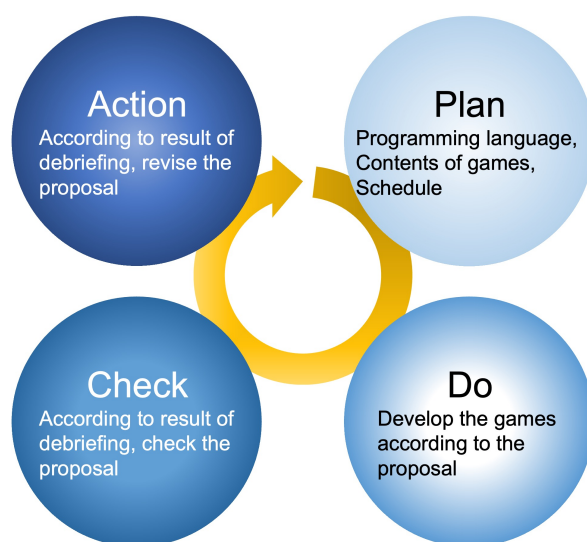 Action
According to result of
debriefing, revise the
proposal
Plan
Programming language,
Contents of games,
Schedule
Check
According to result of
debriefing, check the
proposal
Do
Develop the games
according to the
proposal